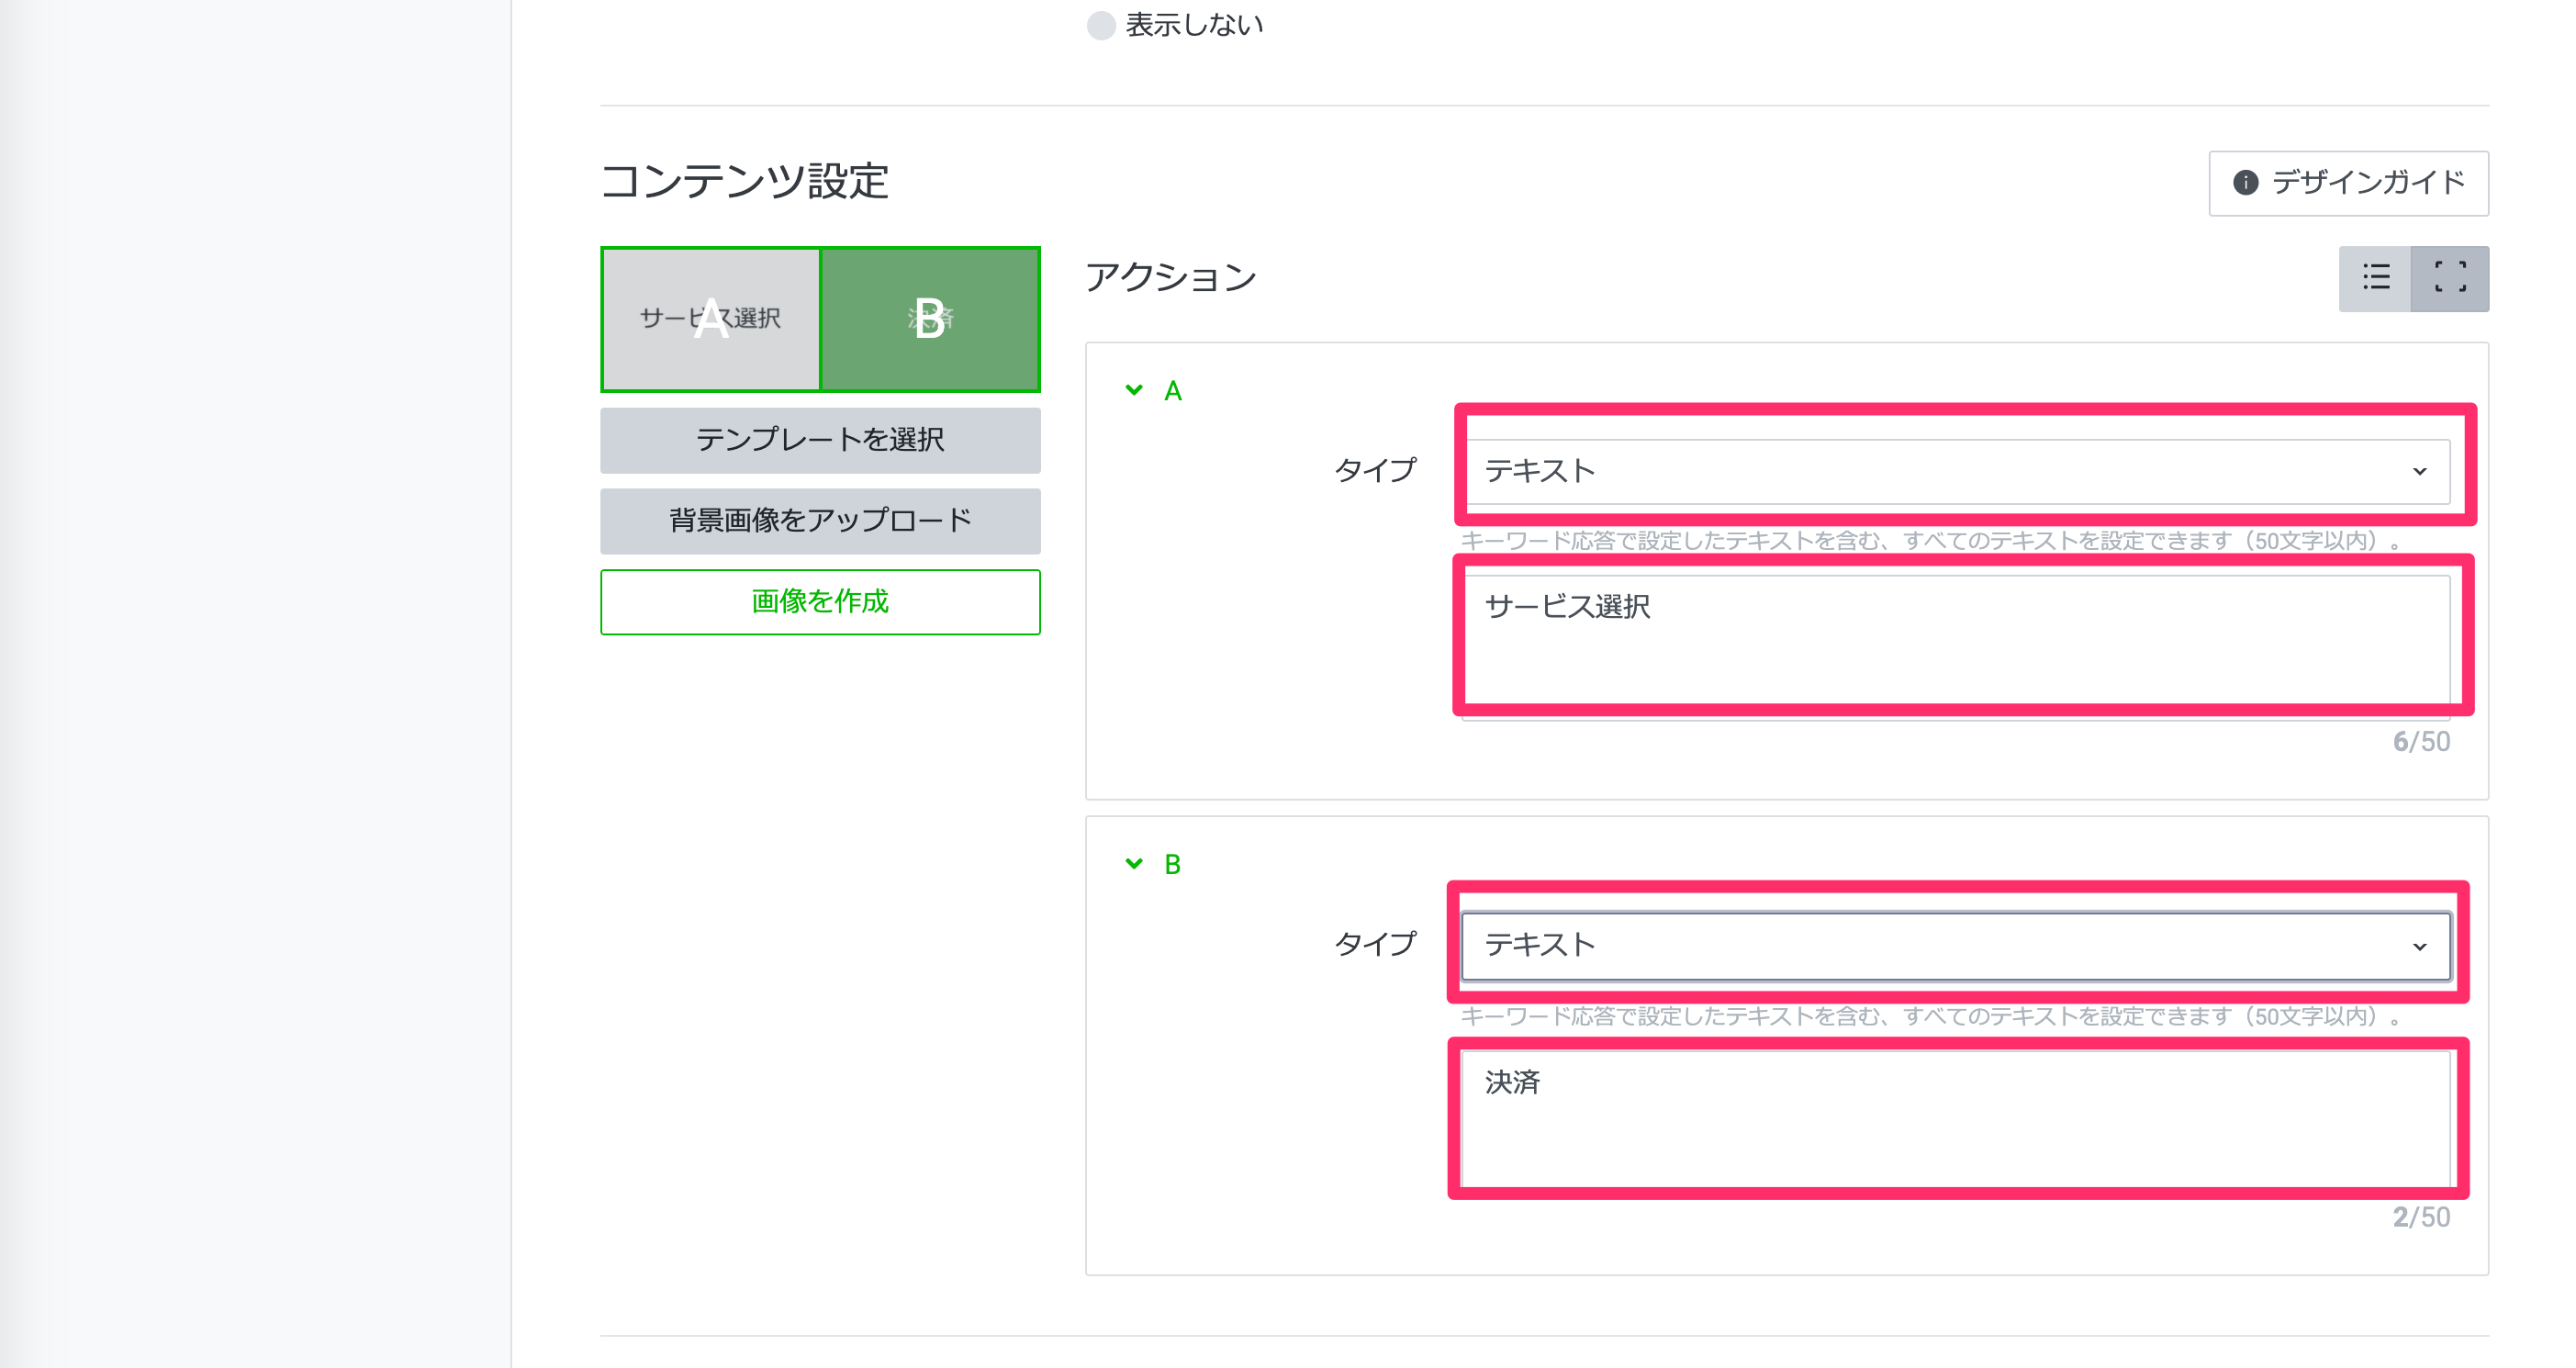 表示しない
コンテンツ設定
デザインガイド
サービス選択
A
決済
B
テンプレートを選択
背景画像をアップロード
画像を作成
アクション
A
タイプ
テキスト
キーワード応答で設定したテキストを含む、すべてのテキストを設定できます（50文字以内）。
サービス選択
6/50
B
タイプ
テキスト
キーワード応答で設定したテキストを含む、すべてのテキストを設定できます（50文字以内）。
決済
2/50